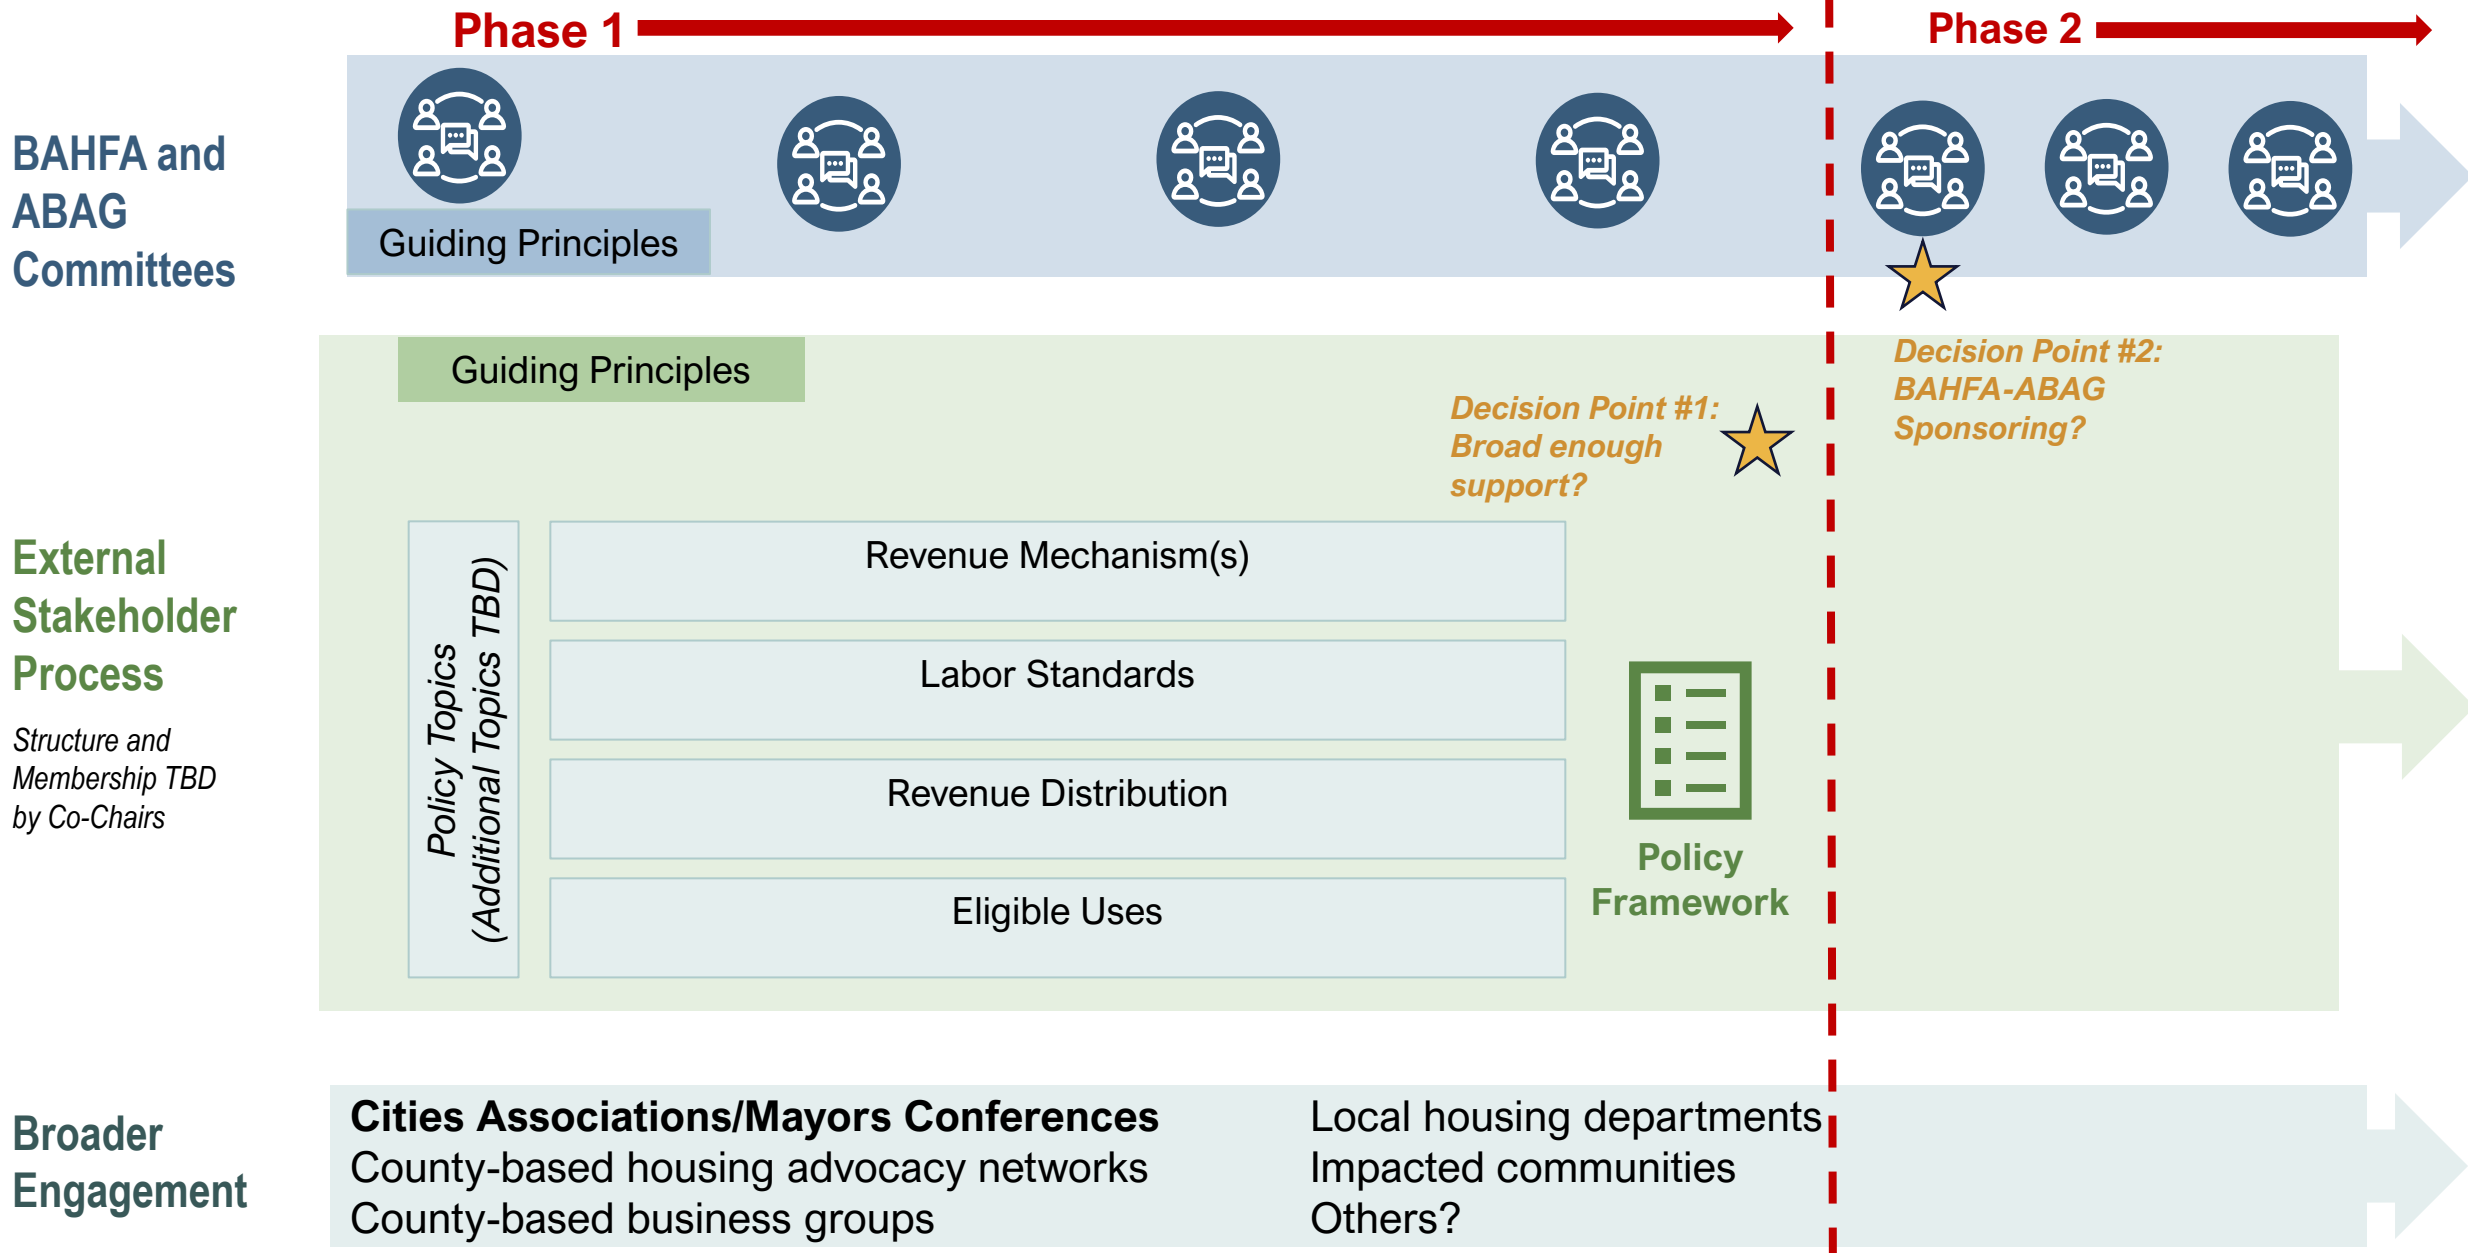 Phase 1
Phase 2
BAHFA and
ABAG
Committees
Guiding Principles
Guiding Principles
Decision Point #1:
Broad enough
support?
Decision Point #2:
BAHFA-ABAG
Sponsoring?
External
Stakeholder
Process
Structure and
Membership TBD
by Co-Chairs
Policy Topics
(Additional Topics TBD)
Revenue Mechanism(s)
Labor Standards
Revenue Distribution
Eligible Uses
Policy
Framework
Broader
Engagement
Cities Associations/Mayors Conferences
County-based housing advocacy networks
County-based business groups
Local housing departments
Impacted communities
Others?